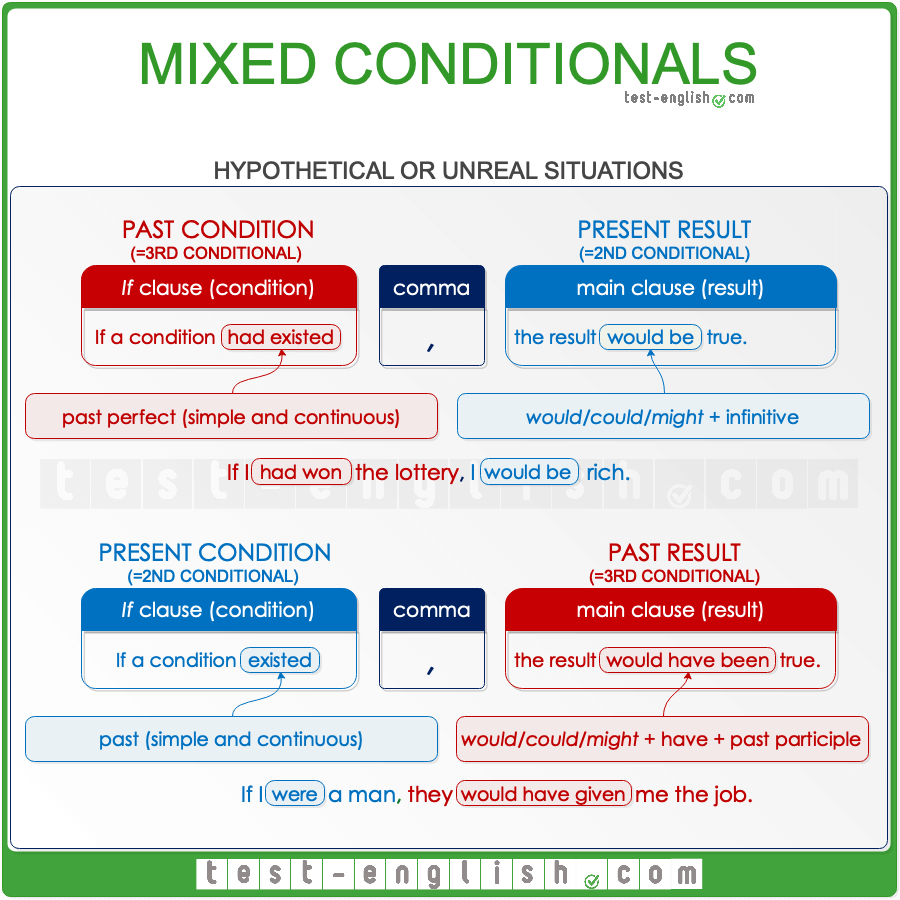 MIXED CONDITIONALS
test-english.com
HYPOTHETICAL OR UNREAL SITUATIONS
PAST CONDITION
(=3RD CONDITIONAL)
PRESENT RESULT
(=2ND CONDITIONAL)
If clause (condition)
comma
main clause (result)
If a condition had existed
,
the result would be true.
past perfect (simple and continuous)
would/could/might + infinitive
test-english.com
If I had won the lottery, I would be rich.
PRESENT CONDITION
(=2ND CONDITIONAL)
PAST RESULT
(=3RD CONDITIONAL)
If clause (condition)
comma
main clause (result)
If a condition existed
,
the result would have been true.
past (simple and continuous)
would/could/might + have + past participle
If I were a man, they would have given me the job.
test-english.com